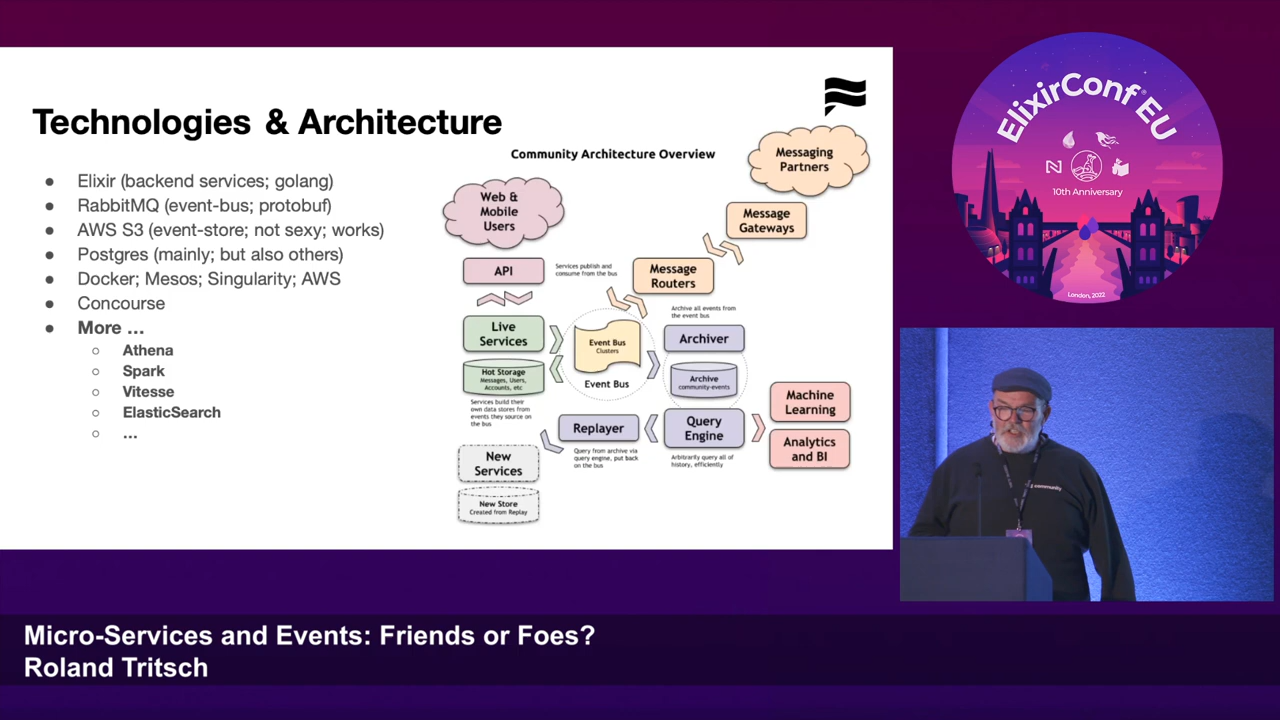 Technologies & Architecture
● Elixir (backend services; golang)
● RabbitMQ (event-bus; protobuf)
● AWS S3 (event-store; not sexy; works)
● Postgres (mainly; but also others)
● Docker; Mesos; Singularity; AWS
● Concourse
● More ...
○ Athena
○ Spark
○ Vitesse
○ ElasticSearch
○ ...
Community Architecture Overview
Messaging
Partners
Web &
Mobile
Users
Message
Gateways
API
Services publish and
consume from the bus
Message
Routers
Archive all events from
the event bus
Live
Services
Event Bus
Clusters
Event Bus
Archiver
Hot Storage
Messages, Users,
Accounts, etc
Archive
community-events
Services build their
own data stores from
events they source on
the bus
Machine
Learning
Replayer
Query
Engine
Analytics
and BI
Query from archive via
query engine, put back
on the bus
Arbitrarily query all of
history, efficiently
New
Services
New Store
Created from Replay
ElixirConf® EU
10th Anniversary
London, 2022
community
Micro-Services and Events: Friends or Foes?
Roland Tritsch